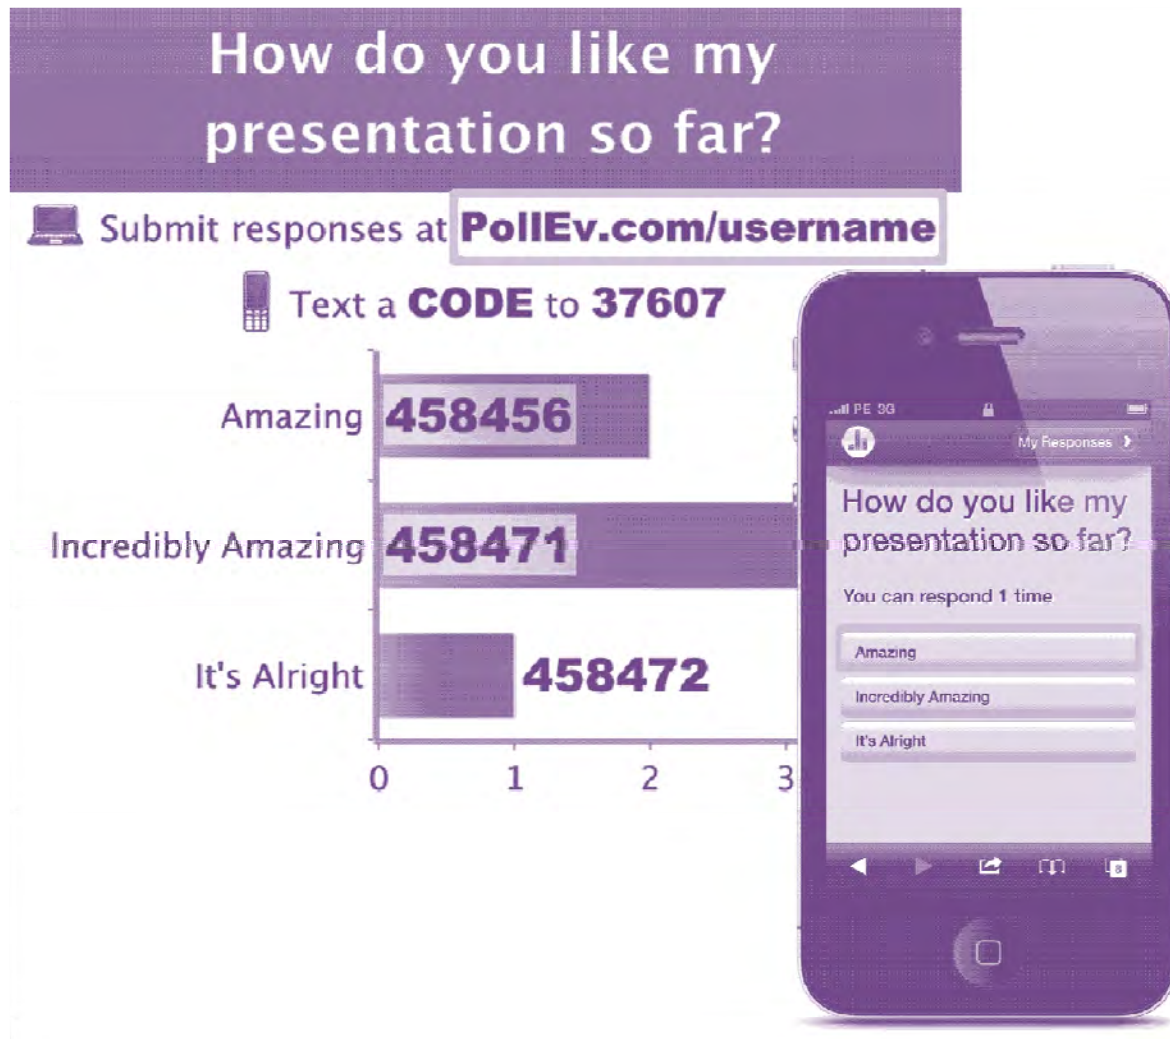 How do you like my
presentation so far?
Submit responses at PollEv.com/username
Text a CODE to 37607
Amazing 458456
Incredibly Amazing 458471
It's Alright 458472
0 1 2 3
PE 3G
My Responses
How do you like my
presentation so far?
You can respond 1 time
Amazing
Incredibly Amazing
It's Alright
8